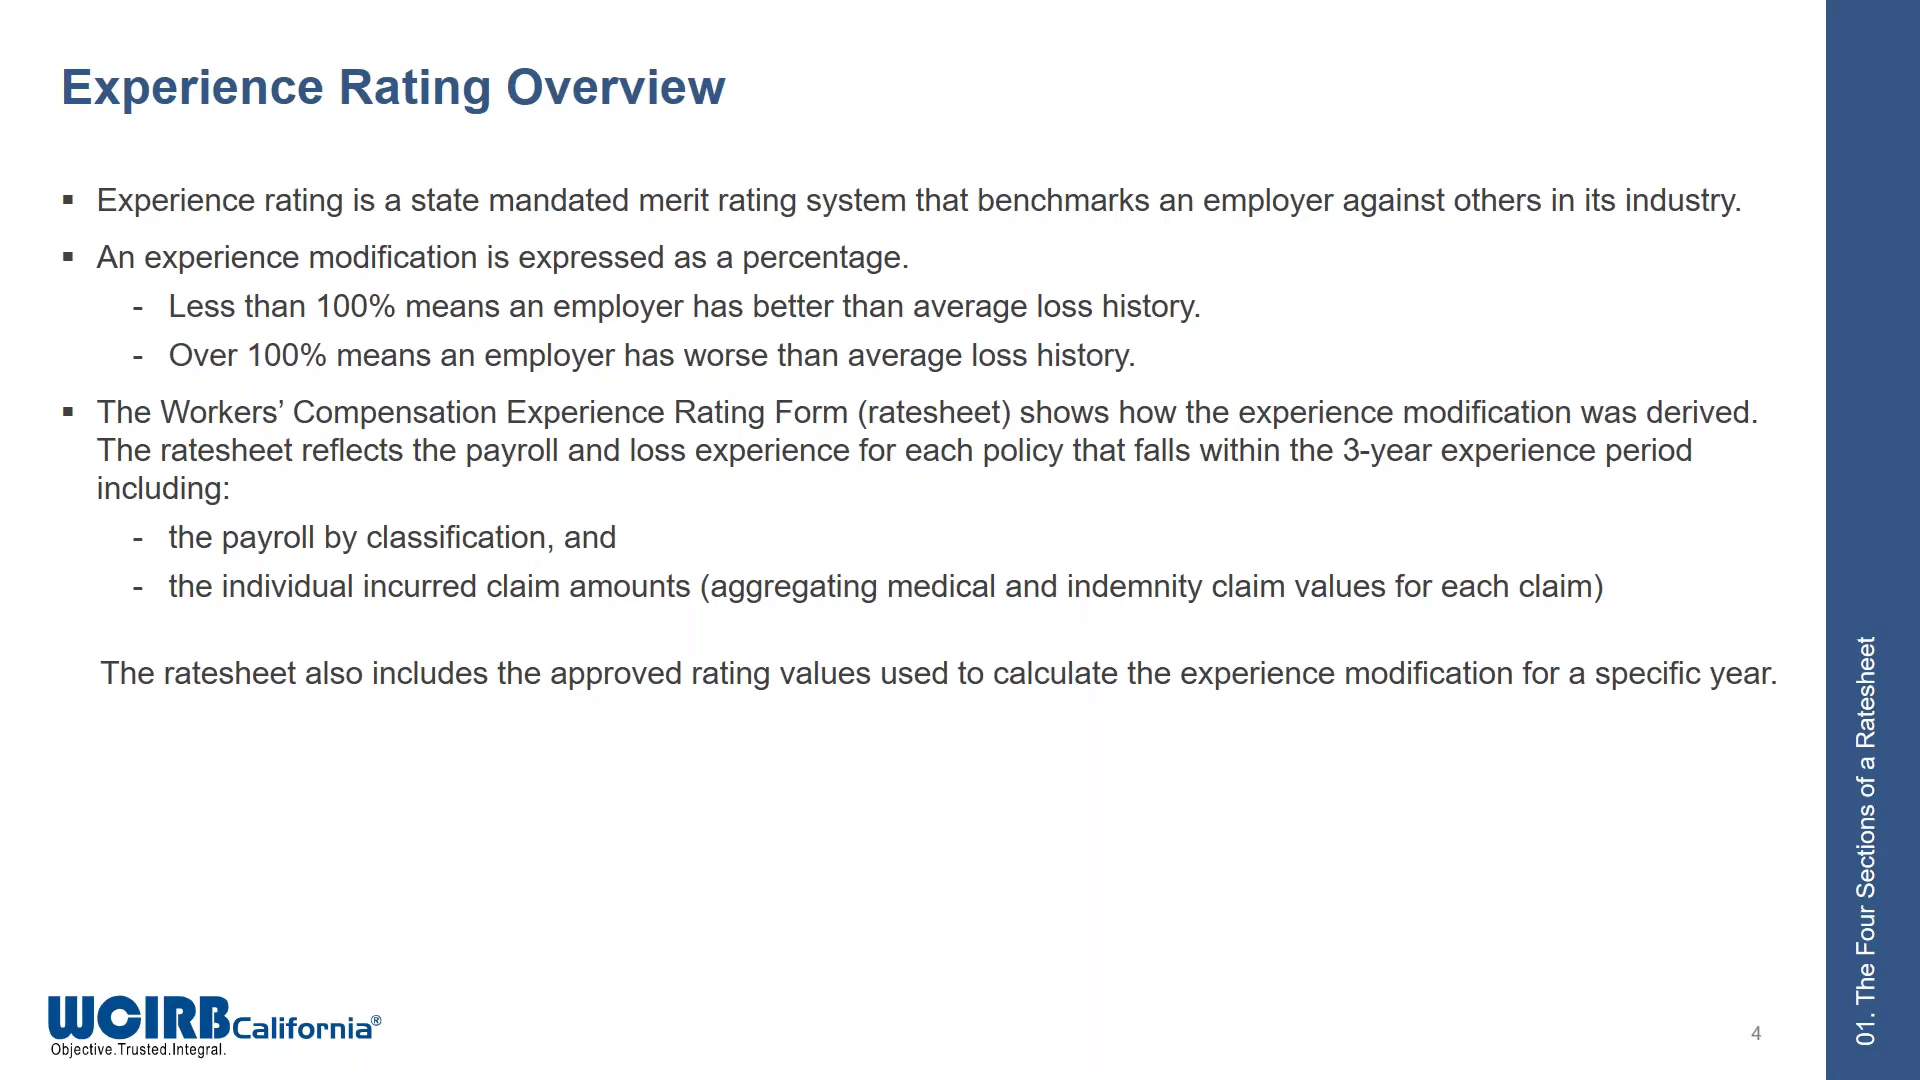 Experience Rating Overview
▪ Experience rating is a state mandated merit rating system that benchmarks an employer against others in its industry.
▪ An experience modification is expressed as a percentage.
- Less than 100% means an employer has better than average loss history.
- Over 100% means an employer has worse than average loss history.
▪ The Workers’ Compensation Experience Rating Form (ratesheet) shows how the experience modification was derived.
The ratesheet reflects the payroll and loss experience for each policy that falls within the 3-year experience period
including:
- the payroll by classification, and
- the individual incurred claim amounts (aggregating medical and indemnity claim values for each claim)
The ratesheet also includes the approved rating values used to calculate the experience modification for a specific year.
01. The Four Sections of a Ratesheet
WCIRB California®
Objective.Trusted.Integral.
4